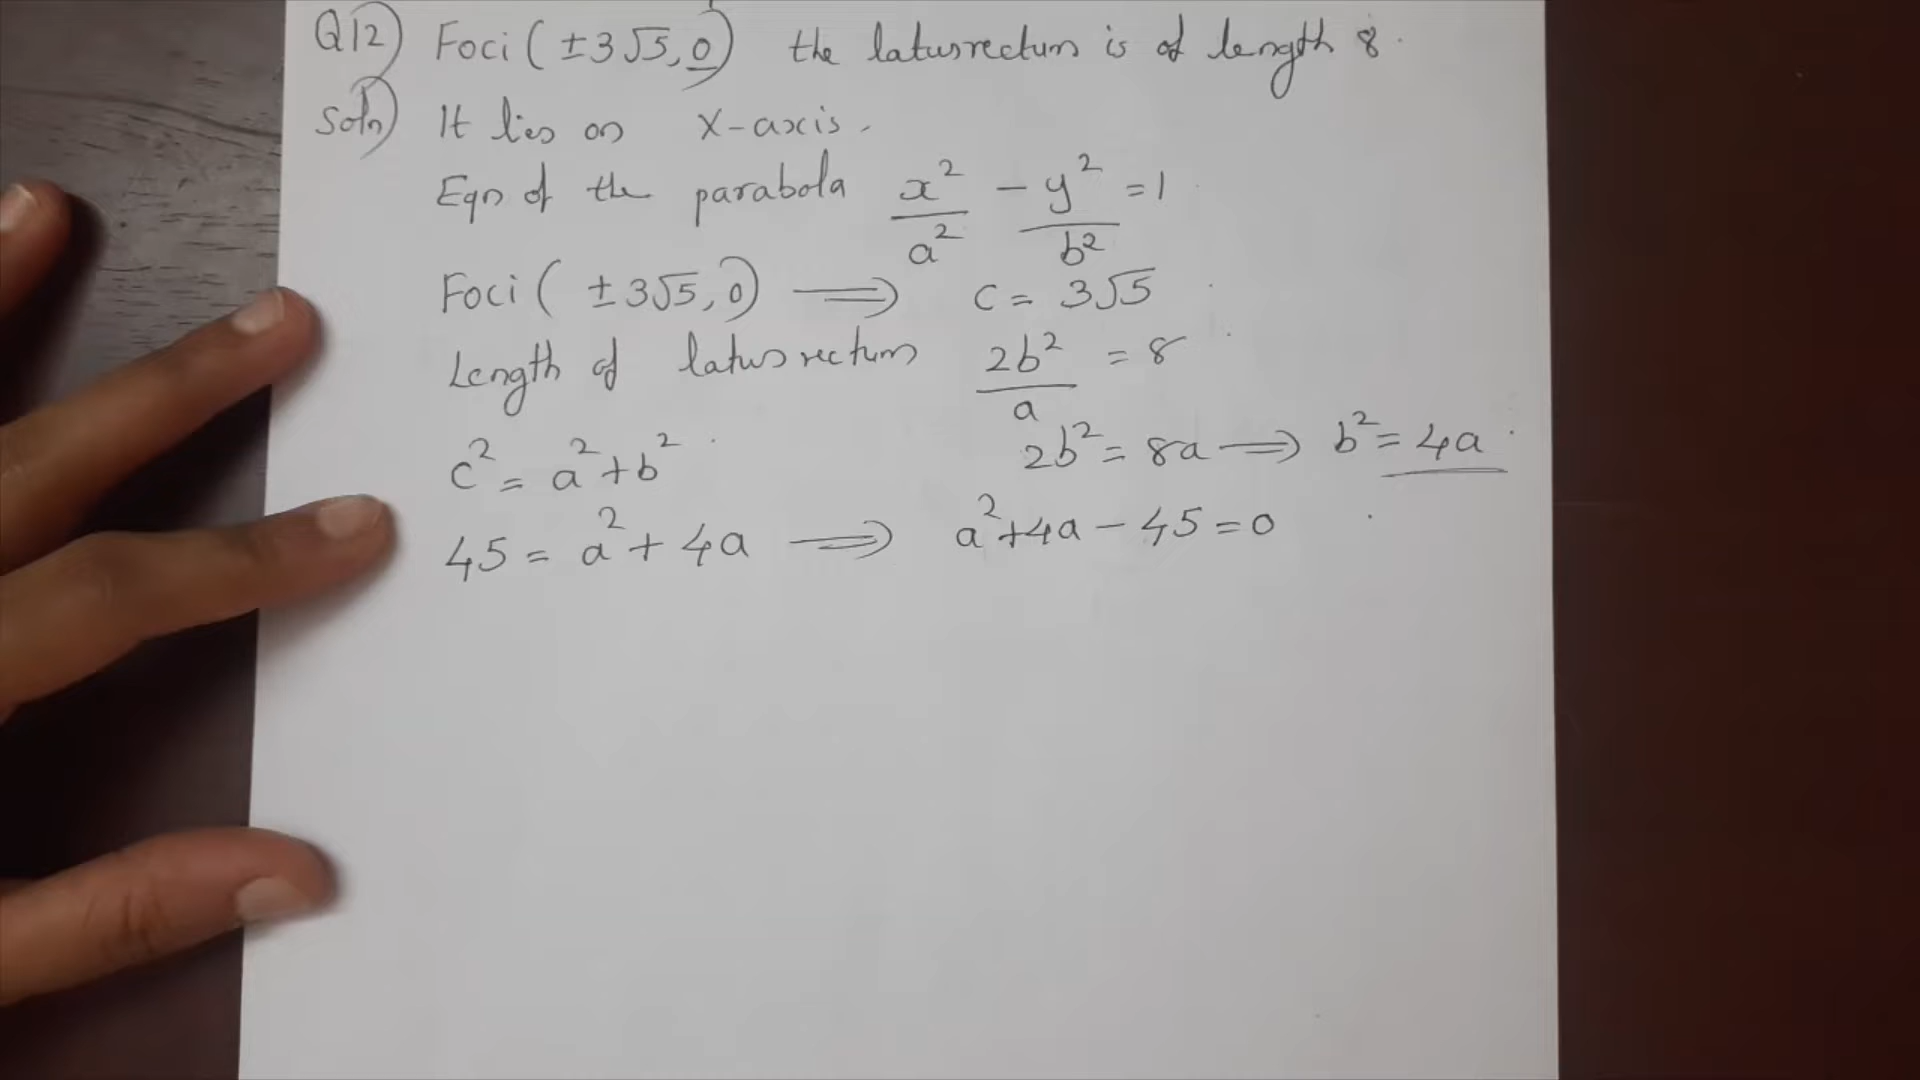 Q12) Foci (±3√5, 0) the latusrectum is of length 8.
Soln) It lies on X-axis.
Eqn of the parabola x²/a² - y²/b² = 1
Foci (±3√5, 0) ⟹ c = 3√5
Length of latus rectum 2b²/a = 8
2b² = 8a ⟹ b² = 4a
c² = a² + b²
45 = a² + 4a ⟹ a² + 4a - 45 = 0